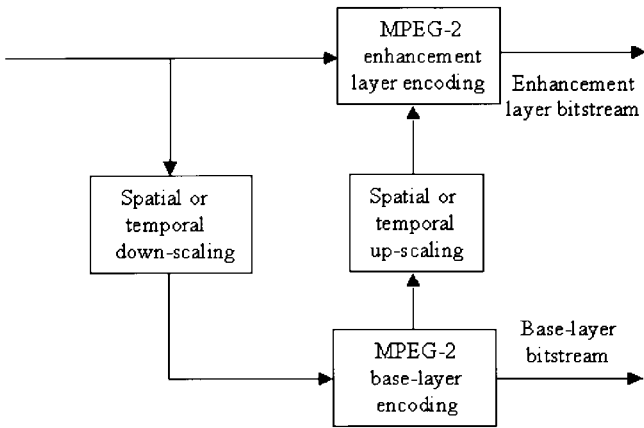 MPEG-2
enhancement
layer encoding
Enhancement
layer bitstream
Spatial or
temporal
down-scaling
Spatial or
temporal
up-scaling
MPEG-2
base-layer
encoding
Base-layer
bitstream